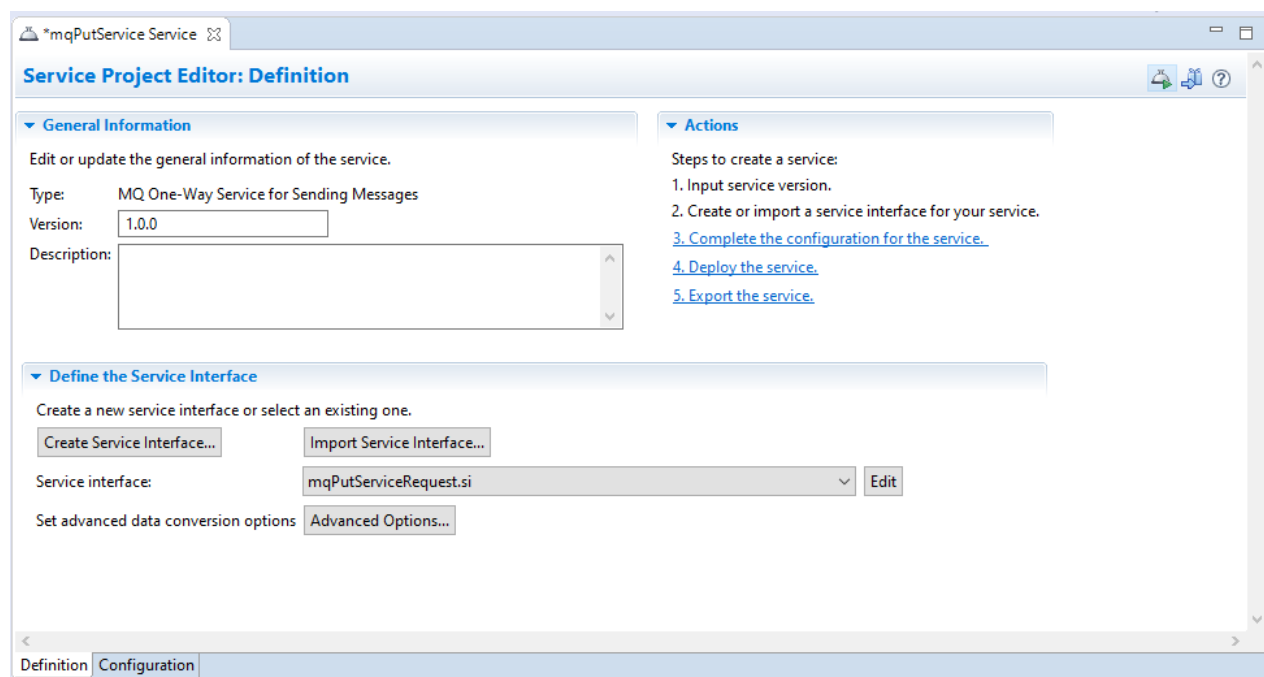 *mqPutService Service
Service Project Editor: Definition
General Information
Edit or update the general information of the service.
Type: MQ One-Way Service for Sending Messages
Version: 1.0.0
Description:
Actions
Steps to create a service:
1. Input service version.
2. Create or import a service interface for your service.
3. Complete the configuration for the service.
4. Deploy the service.
5. Export the service.
Define the Service Interface
Create a new service interface or select an existing one.
Create Service Interface... Import Service Interface...
Service interface: mqPutServiceRequest.si Edit
Set advanced data conversion options Advanced Options...
Definition Configuration